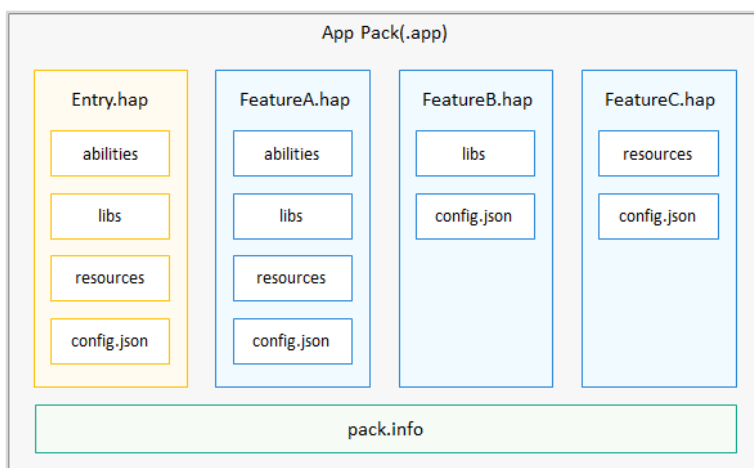 App Pack(.app)
Entry.hap
abilities
libs
resources
config.json
FeatureA.hap
abilities
libs
resources
config.json
FeatureB.hap
libs
config.json
FeatureC.hap
resources
config.json
pack.info